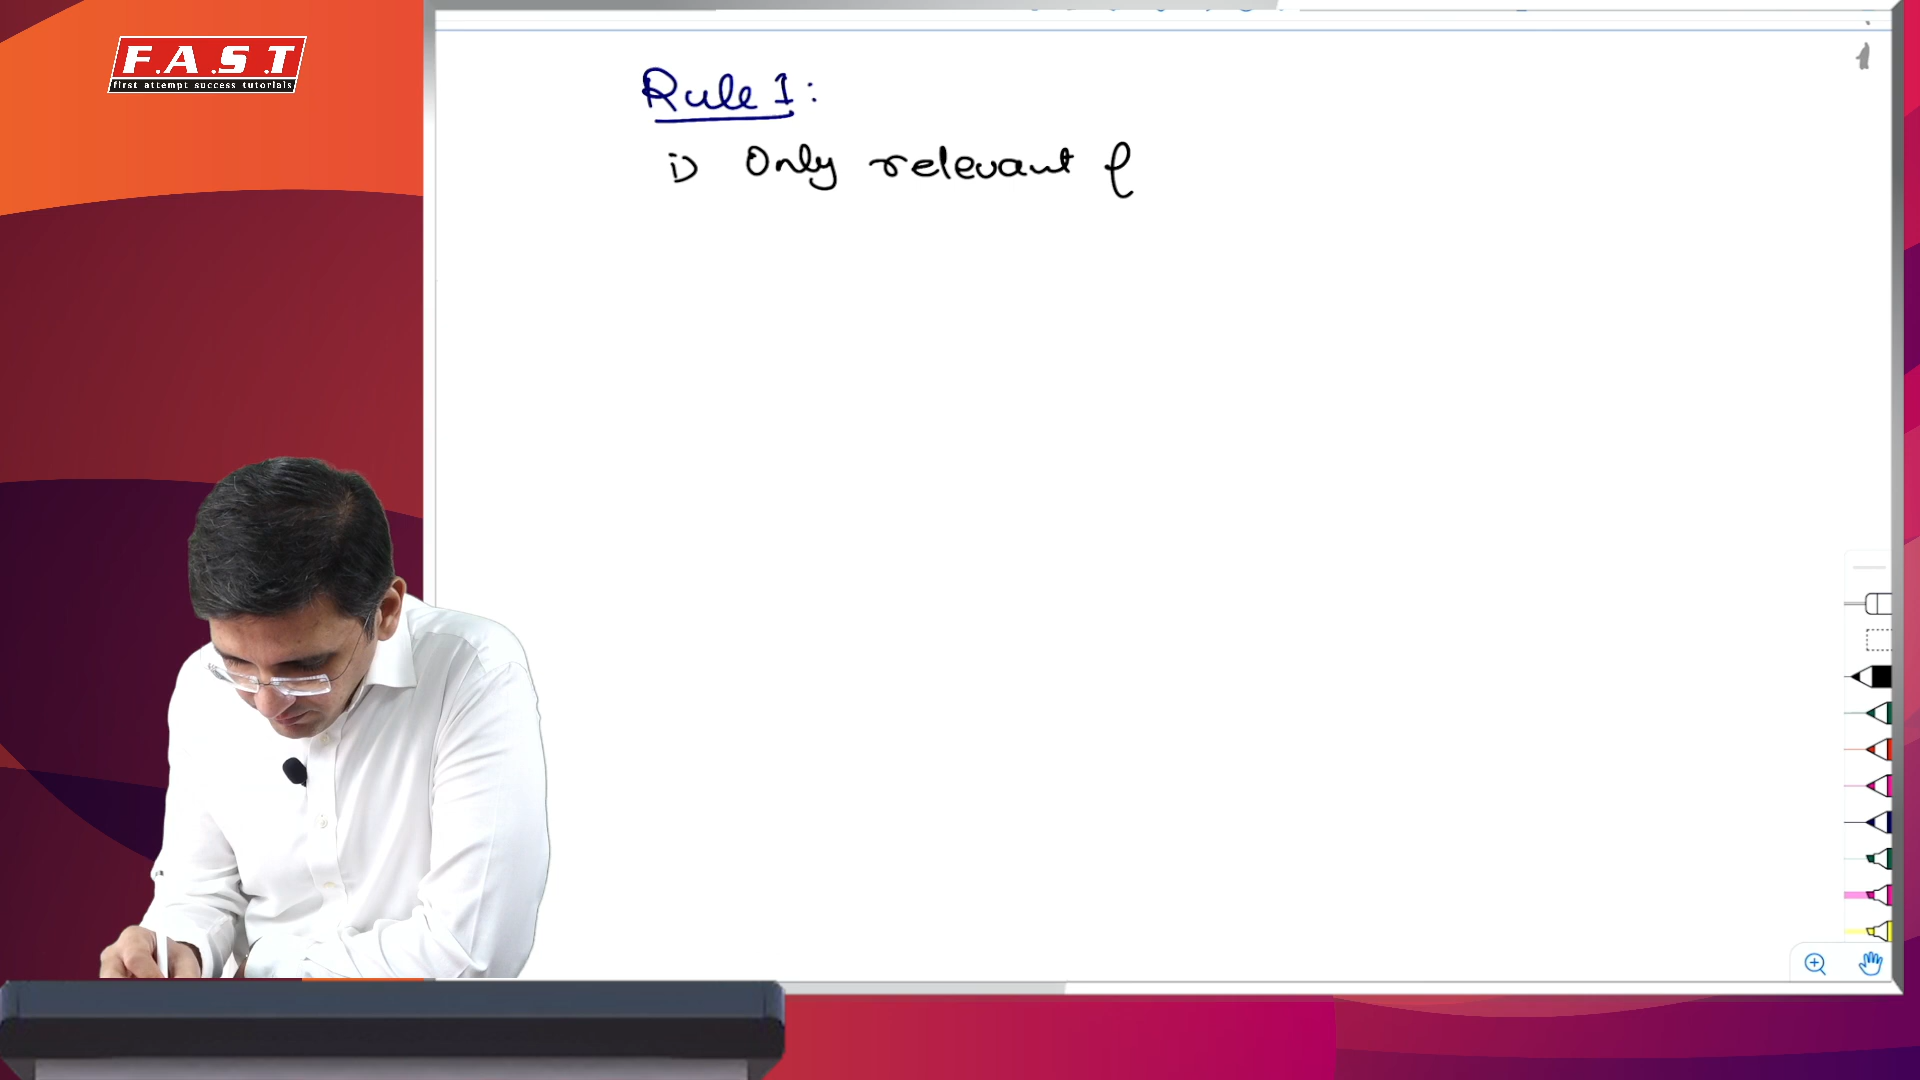 F.A.S.T
first attempt success tutorials
Rule 1:
i) Only relevant